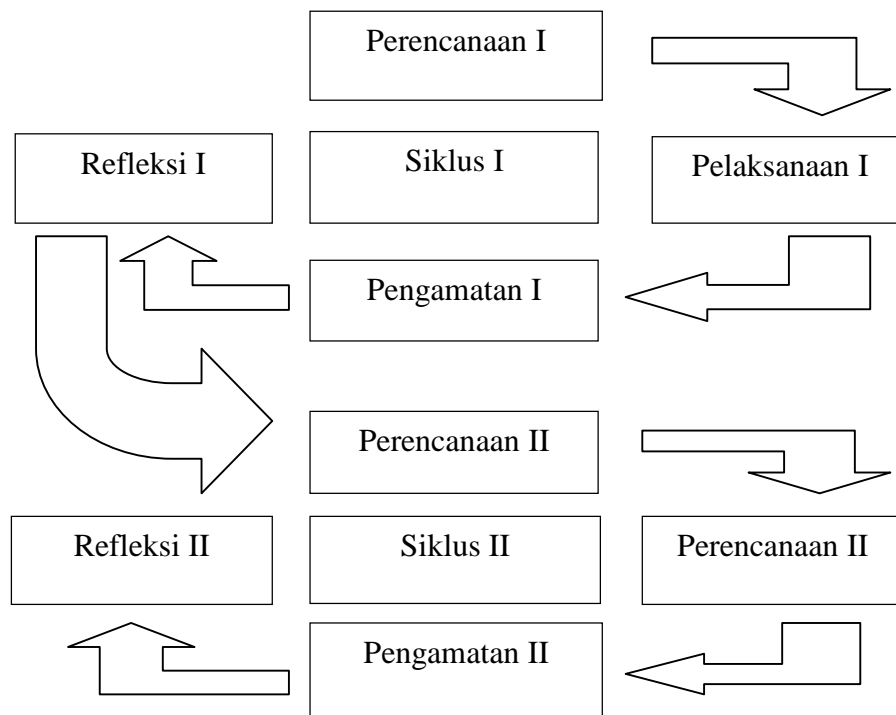 Perencanaan I
Refleksi I
Siklus I
Pelaksanaan I
Pengamatan I
Perencanaan II
Refleksi II
Siklus II
Perencanaan II
Pengamatan II